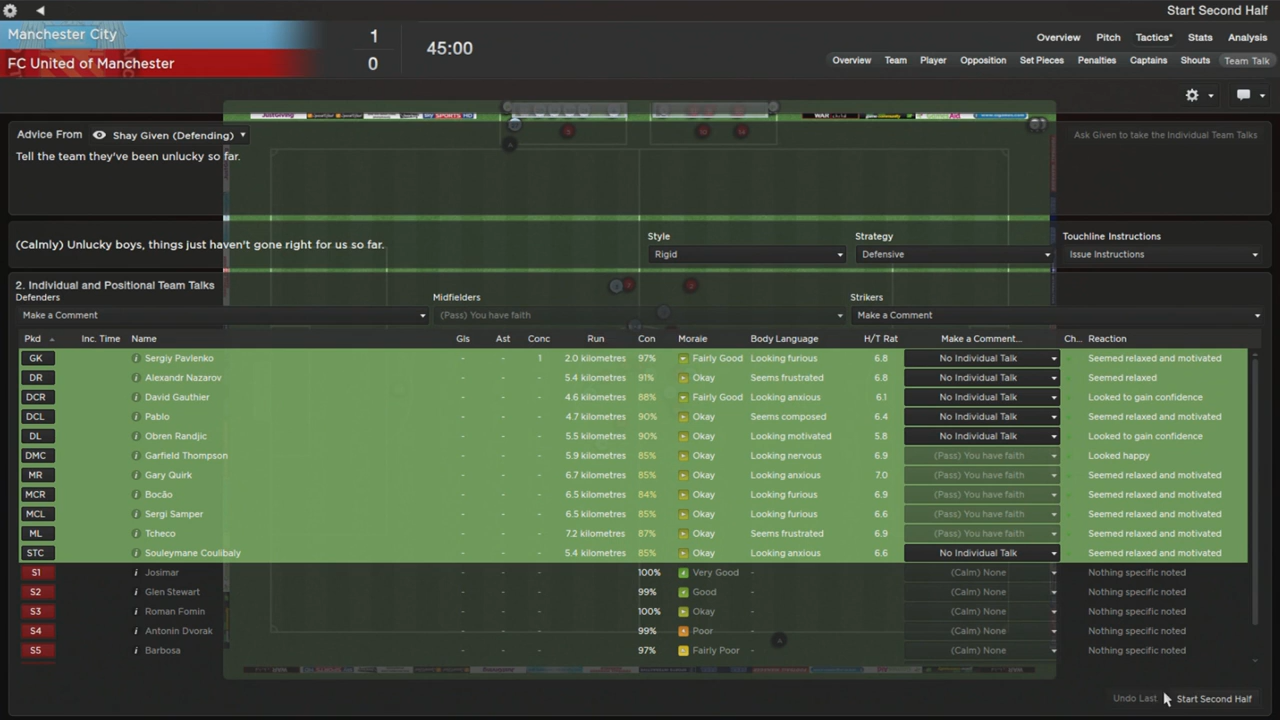 Start Second Half
Manchester City 1
FC United of Manchester 0
45:00
Overview Pitch Tactics* Stats Analysis
Overview Team Player Opposition Set Pieces Penalties Captains Shouts Team Talk
Advice From Shay Given (Defending)
Ask Given to take the Individual Team Talks
Tell the team they've been unlucky so far.
(Calmly) Unlucky boys, things just haven't gone right for us so far.
Style Strategy Touchline Instructions
Rigid Defensive Issue Instructions
2. Individual and Positional Team Talks
Defenders Midfielders Strikers
Make a Comment (Pass) You have faith Make a Comment
Pkd Inc. Time Name Gls Ast Conc Run Con Morale Body Language H/T Rat Make a Comment... Ch... Reaction
GK Sergiy Pavlenko - - 1 2.0 kilometres 97% Fairly Good Looking furious 6.8 No Individual Talk Seemed relaxed and motivated
DR Alexandr Nazarov - - - 5.4 kilometres 91% Okay Seems frustrated 6.8 No Individual Talk Seemed relaxed
DCR David Gauthier - - - 4.6 kilometres 88% Fairly Good Looking anxious 6.1 No Individual Talk Looked to gain confidence
DCL Pablo - - - 4.7 kilometres 90% Okay Seems composed 6.4 No Individual Talk Seemed relaxed and motivated
DL Obren Randjic - - - 5.5 kilometres 90% Okay Looking motivated 5.8 No Individual Talk Looked to gain confidence
DMC Garfield Thompson - - - 5.9 kilometres 85% Okay Looking nervous 6.9 (Pass) You have faith Looked happy
MR Gary Quirk - - - 6.7 kilometres 85% Okay Looking anxious 7.0 (Pass) You have faith Seemed relaxed and motivated
MCR Bocão - - - 6.5 kilometres 84% Okay Looking furious 6.9 (Pass) You have faith Seemed relaxed and motivated
MCL Sergi Samper - - - 6.5 kilometres 85% Okay Looking furious 6.6 (Pass) You have faith Seemed relaxed and motivated
ML Tcheco - - - 7.2 kilometres 87% Okay Seems frustrated 6.9 (Pass) You have faith Seemed relaxed and motivated
STC Souleymane Coulibaly - - - 5.4 kilometres 85% Okay Looking anxious 6.6 No Individual Talk Seemed relaxed and motivated
S1 Josimar - - - - 100% Very Good - (Calm) None Nothing specific noted
S2 Glen Stewart - - - - 99% Good - (Calm) None Nothing specific noted
S3 Roman Fomin - - - - 100% Okay - (Calm) None Nothing specific noted
S4 Antonin Dvorak - - - - 99% Poor - (Calm) None Nothing specific noted
S5 Barbosa - - - - 97% Fairly Poor - (Calm) None Nothing specific noted
Undo Last Start Second Half